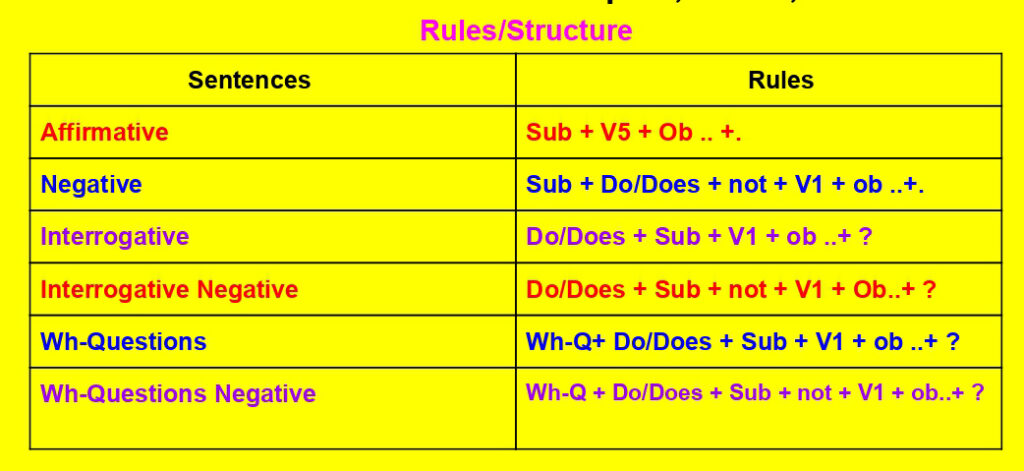 Rules/Structure
Sentences Rules
Affirmative Sub + V5 + Ob .. +.
Negative Sub + Do/Does + not + V1 + ob ..+.
Interrogative Do/Does + Sub + V1 + ob ..+ ?
Interrogative Negative Do/Does + Sub + not + V1 + Ob..+ ?
Wh-Questions Wh-Q+ Do/Does + Sub + V1 + ob ..+ ?
Wh-Questions Negative Wh-Q + Do/Does + Sub + not + V1 + ob..+ ?